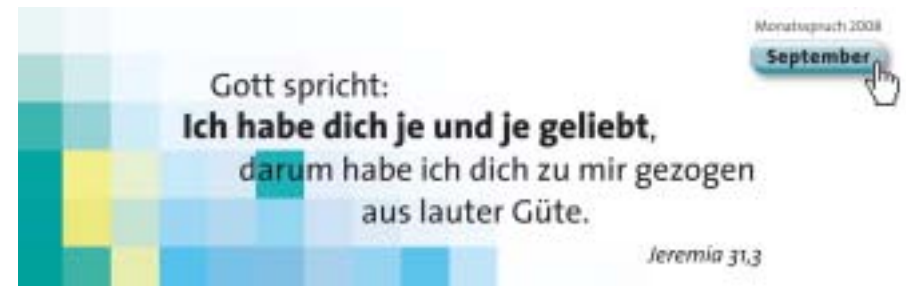 Monatsspruch 2008
September
Gott spricht:
Ich habe dich je und je geliebt,
darum habe ich dich zu mir gezogen
aus lauter Güte.
Jeremia 31,3